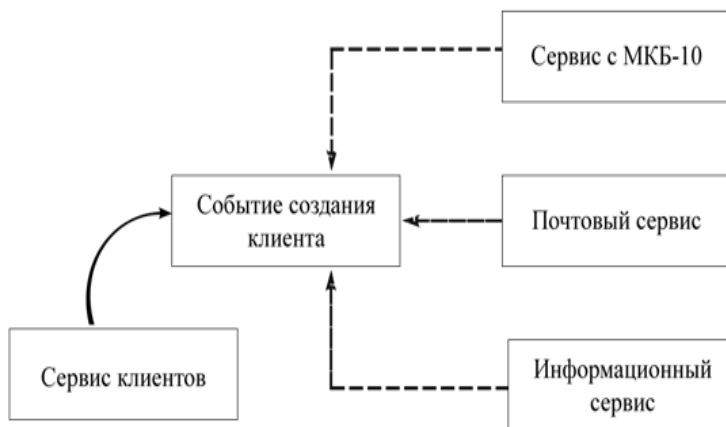 Сервис с МКБ-10
Событие создания
клиента
Почтовый сервис
Сервис клиентов
Информационный
сервис